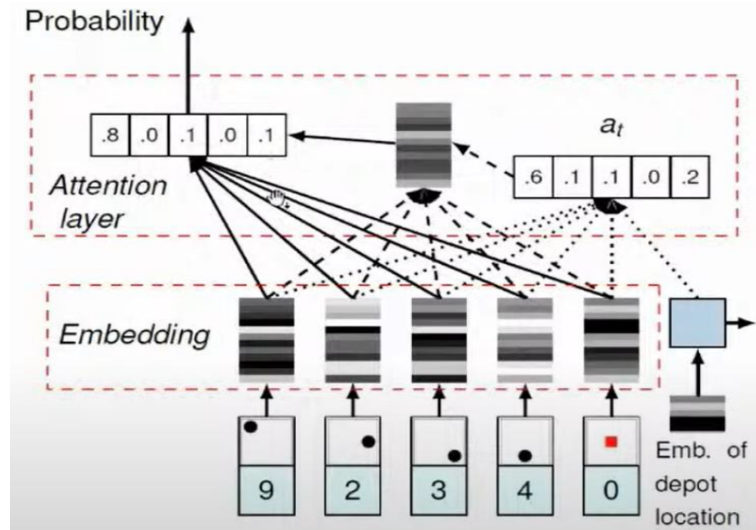 Probability
.8 .0 .1 .0 .1
a_t
.6 .1 .1 .0 .2
Attention
layer
Embedding
9 2 3 4 0
Emb. of
depot
location